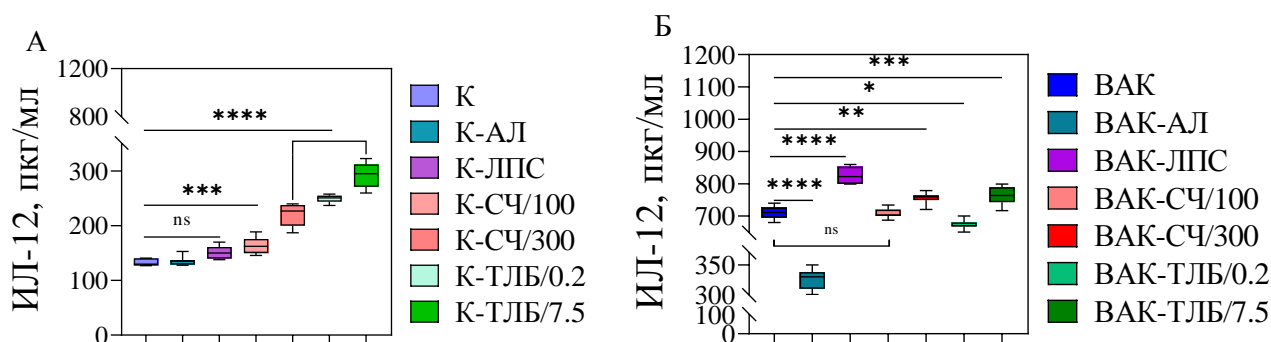 А
ИЛ-12, пкг/мл
1200
800
300
200
100
0
****
***
ns
К
К-АЛ
К-ЛПС
К-СЧ/100
К-СЧ/300
К-ТЛБ/0.2
К-ТЛБ/7.5
Б
ИЛ-12, пкг/мл
1200
1100
1000
900
800
700
350
300
100
0
***
*
**
****
****
ns
ВАК
ВАК-АЛ
ВАК-ЛПС
ВАК-СЧ/100
ВАК-СЧ/300
ВАК-ТЛБ/0.2
ВАК-ТЛБ/7.5